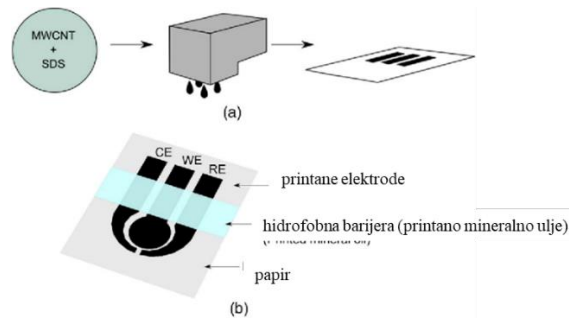 MWCNT
+
SDS
(a)
CE WE RE
printane elektrode
hidrofobna barijera (printano mineralno ulje)
papir
(b)